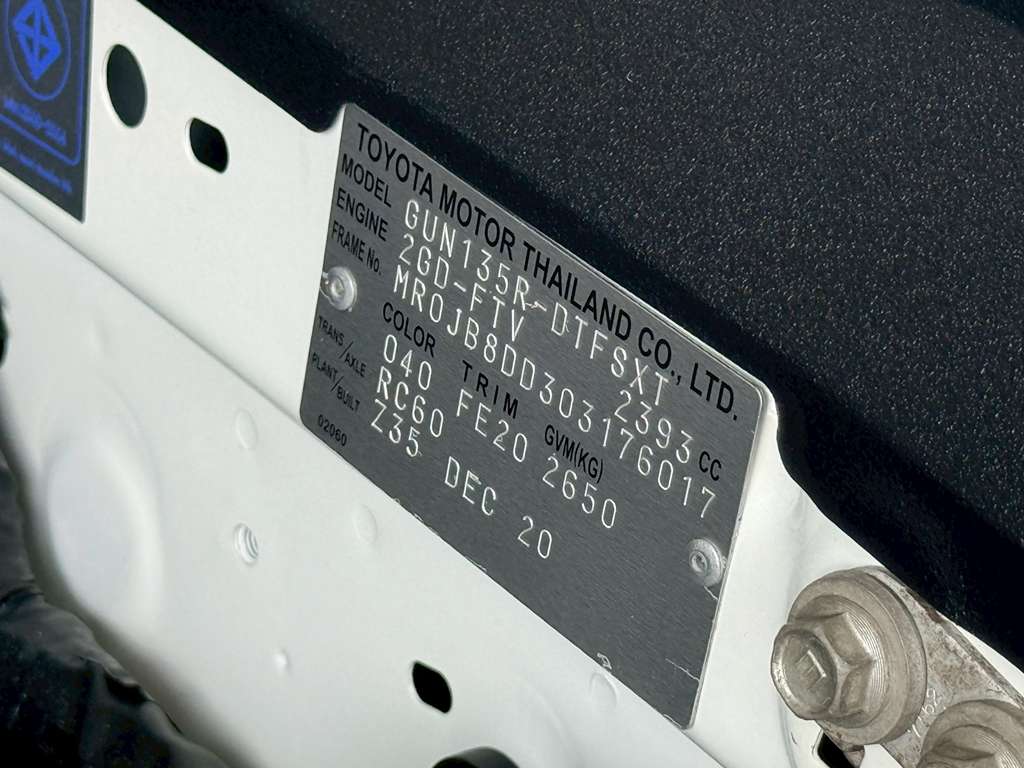 TOYOTA MOTOR THAILAND CO., LTD.
MODEL GUN135R-DTFSXT
ENGINE 2GD-FTV 2393 CC
FRAME No. MR0JB8DD303176017
COLOR TRIM GVM(KG)
040 FE20 2650
TRANS/AXLE RC60
PLANT/BUILT Z35 DEC 20
02060